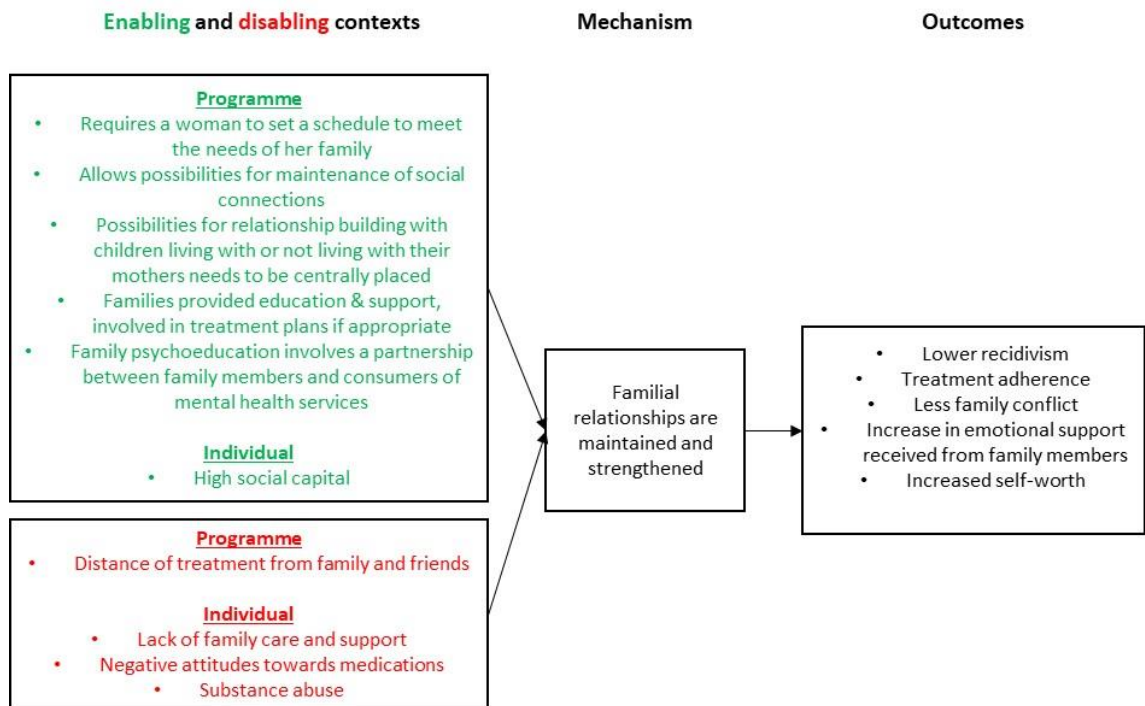 Enabling and disabling contexts
Programme
• Requires a woman to set a schedule to meet
the needs of her family
• Allows possibilities for maintenance of social
connections
• Possibilities for relationship building with
children living with or not living with their
mothers needs to be centrally placed
• Families provided education & support,
involved in treatment plans if appropriate
• Family psychoeducation involves a partnership
between family members and consumers of
mental health services
Individual
• High social capital
Programme
• Distance of treatment from family and friends
Individual
• Lack of family care and support
• Negative attitudes towards medications
• Substance abuse
Mechanism
Familial
relationships are
maintained and
strengthened
Outcomes
• Lower recidivism
• Treatment adherence
• Less family conflict
• Increase in emotional support
received from family members
• Increased self-worth